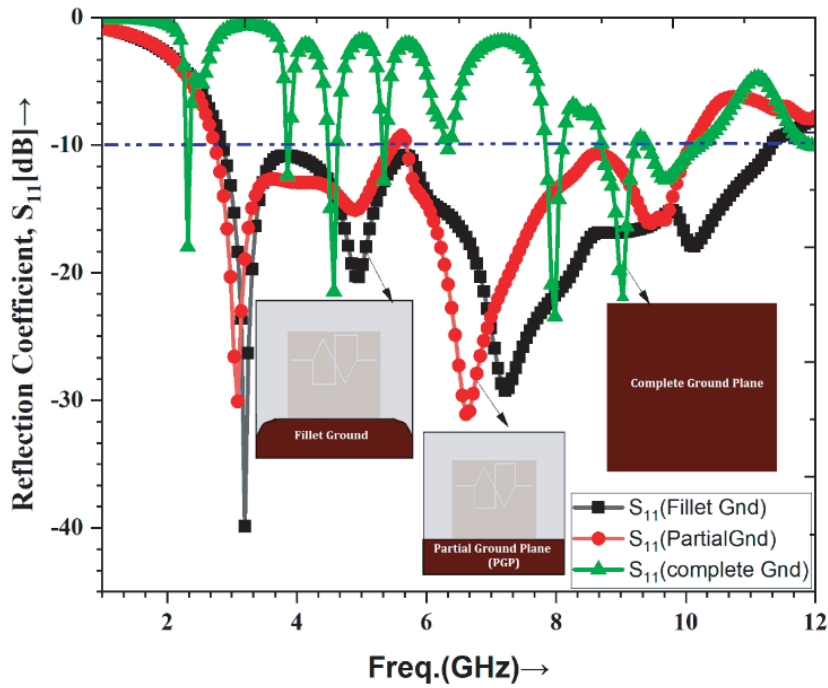 Reflection Coefficient, S11[dB]→
0
-10
-20
-30
-40
Fillet Ground
Partial Ground Plane
(PGP)
Complete Ground Plane
S11(Fillet Gnd)
S11(PartialGnd)
S11(complete Gnd)
2 4 6 8 10 12
Freq.(GHz)→